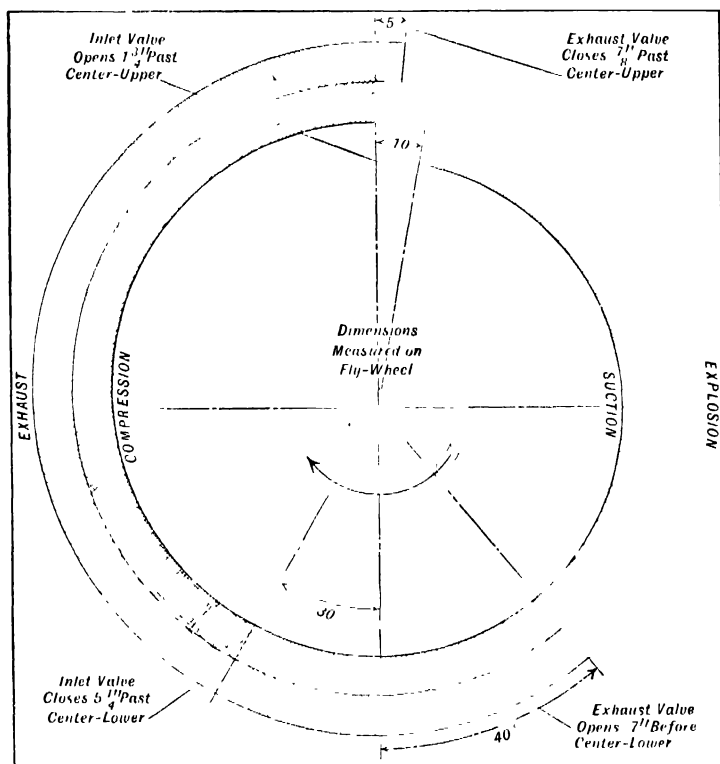 5
Inlet Valve
Opens 1 3/4" Past
Center-Upper
Exhaust Valve
Closes 7/8" Past
Center-Upper
10
Dimensions
Measured on
Fly-Wheel
EXHAUST
COMPRESSION
SUCTION
EXPLOSION
30
Inlet Valve
Closes 5 1/4" Past
Center-Lower
40
Exhaust Valve
Opens 7" Before
Center-Lower